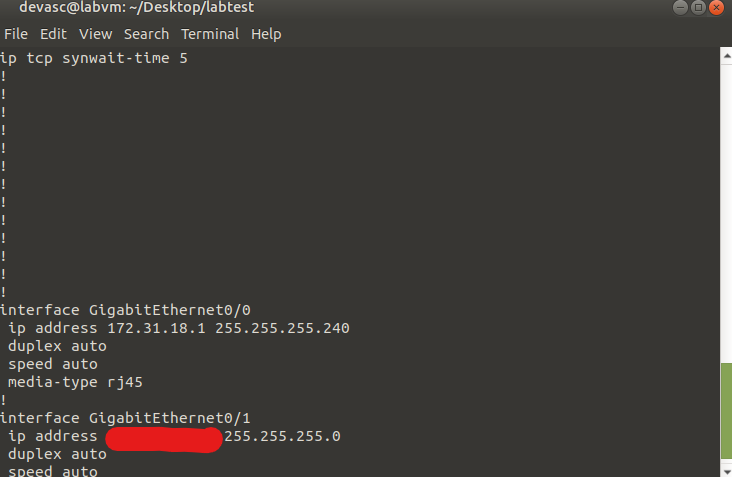 devasc@labvm: ~/Desktop/labtest
File Edit View Search Terminal Help
ip tcp synwait-time 5
!
!
!
!
!
!
!
!
!
!
!
!
!
interface GigabitEthernet0/0
 ip address 172.31.18.1 255.255.255.240
 duplex auto
 speed auto
 media-type rj45
!
interface GigabitEthernet0/1
 ip address 255.255.255.0
 duplex auto
 speed auto